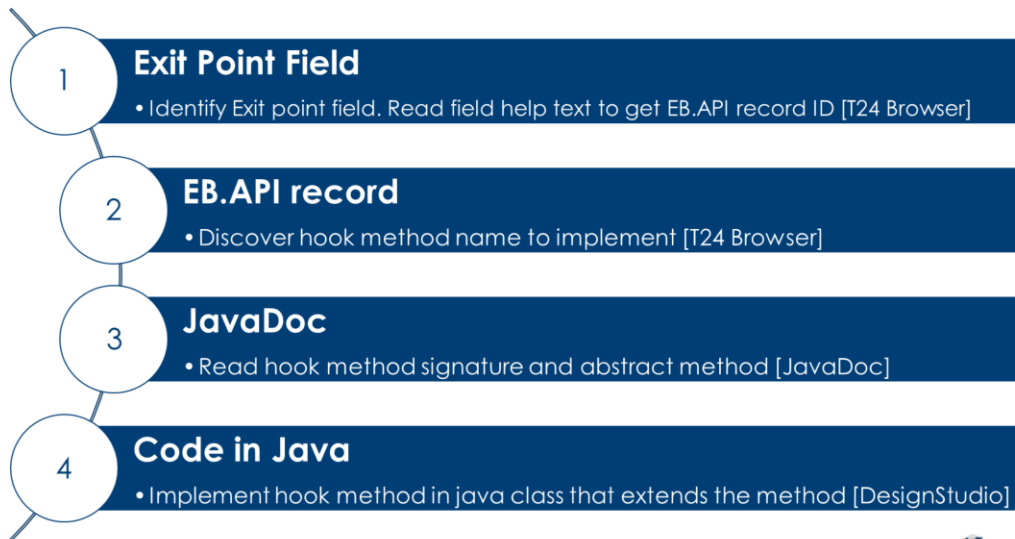 1
Exit Point Field
• Identify Exit point field. Read field help text to get EB.API record ID [T24 Browser]
2
EB.API record
• Discover hook method name to implement [T24 Browser]
3
JavaDoc
• Read hook method signature and abstract method [JavaDoc]
4
Code in Java
• Implement hook method in java class that extends the method [DesignStudio]